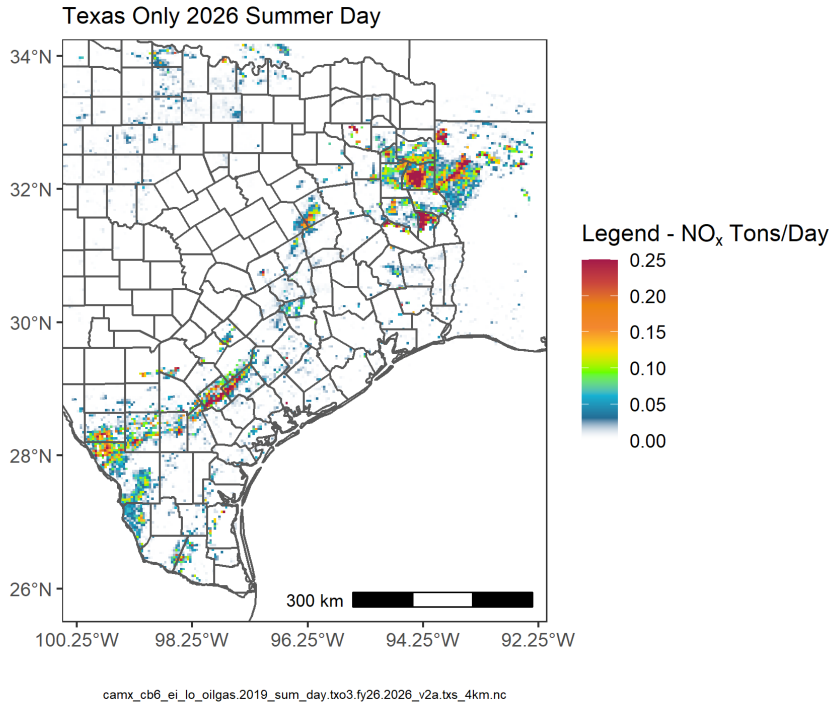 Texas Only 2026 Summer Day
34°N
32°N
30°N
28°N
26°N
300 km
100.25°W 98.25°W 96.25°W 94.25°W 92.25°W
Legend - NOₓ Tons/Day
0.25
0.20
0.15
0.10
0.05
0.00
camx_cb6_ei_lo_oilgas.2019_sum_day.txo3.fy26.2026_v2a.txs_4km.nc